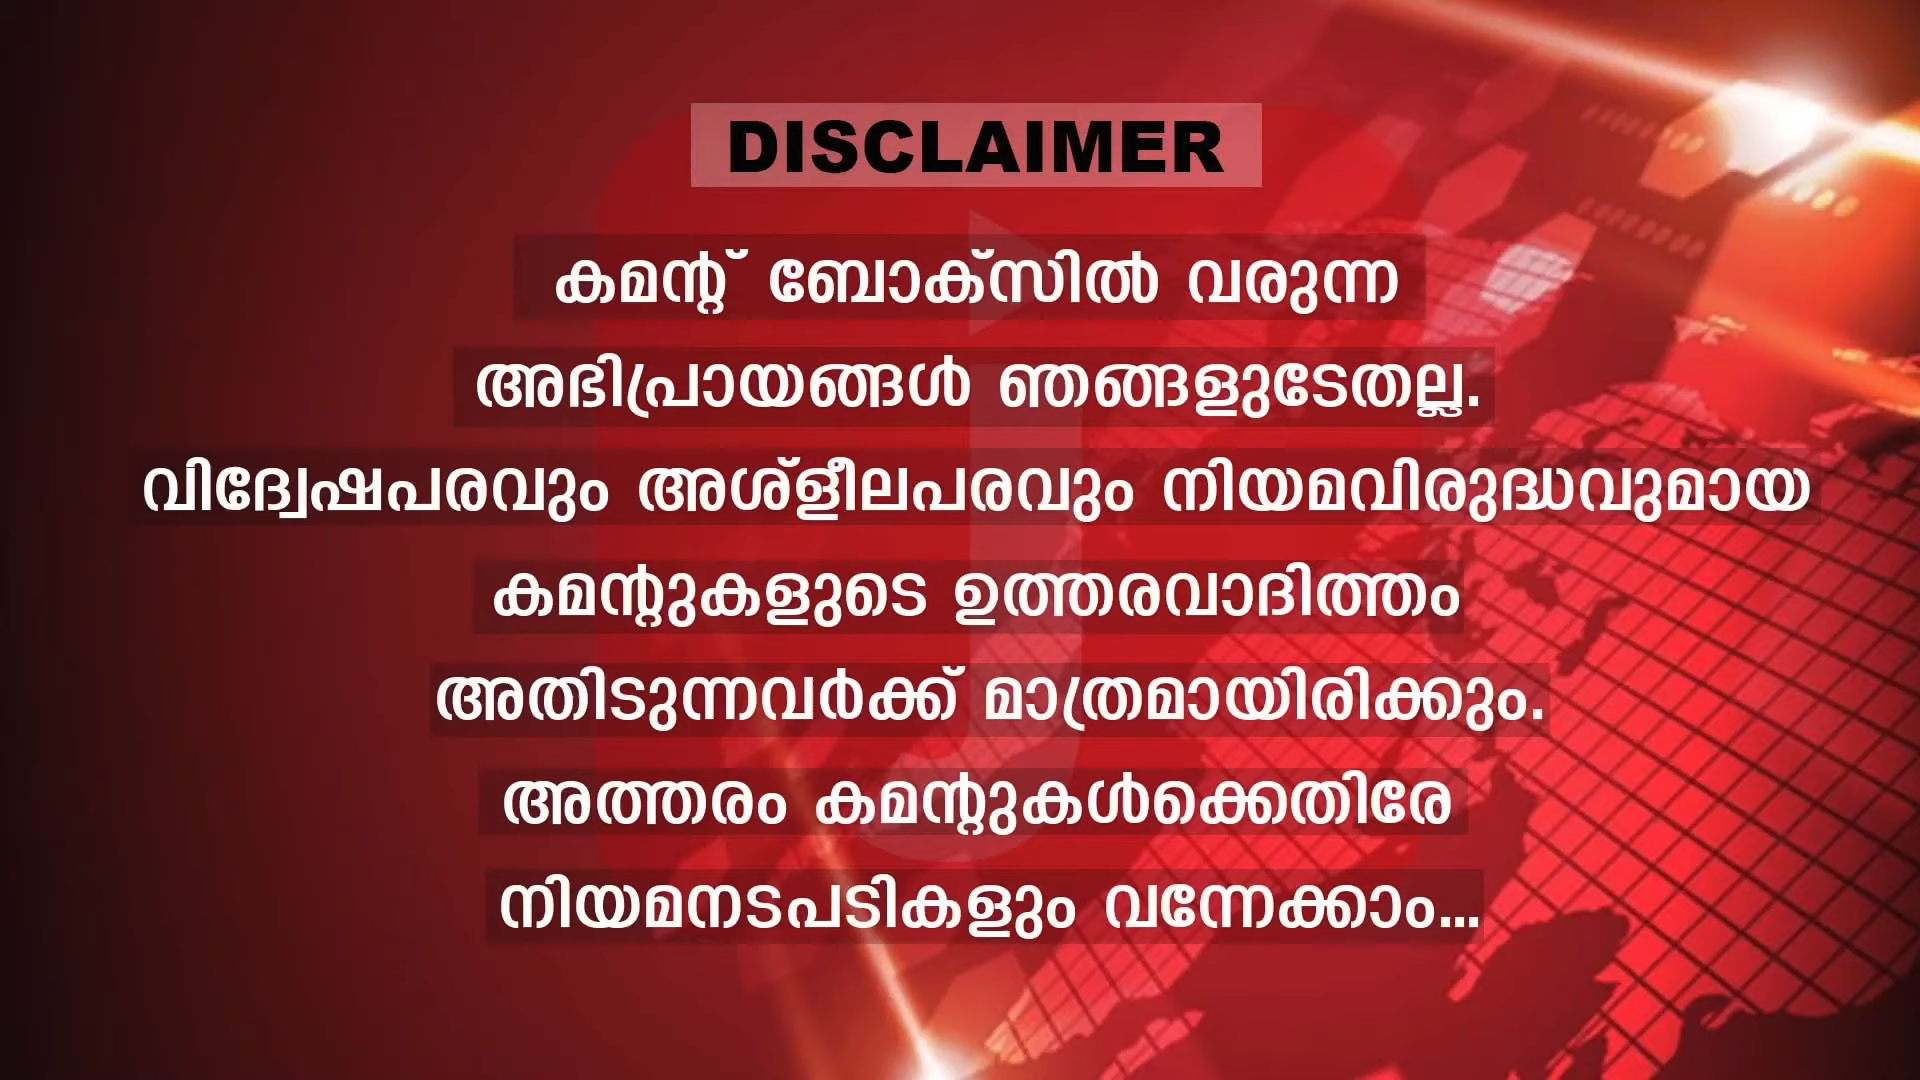 DISCLAIMER
കമന്റ് ബോക്സിൽ വരുന്ന
അഭിപ്രായങ്ങൾ ഞങ്ങളുടേതല്ല.
വിദ്വേഷപരവും അശ്ളീലപരവും നിയമവിരുദ്ധവുമായ
കമന്റുകളുടെ ഉത്തരവാദിത്തം
അതിടുന്നവർക്ക് മാത്രമായിരിക്കും.
അത്തരം കമന്റുകൾക്കെതിരേ
നിയമനടപടികളും വന്നേക്കാം...